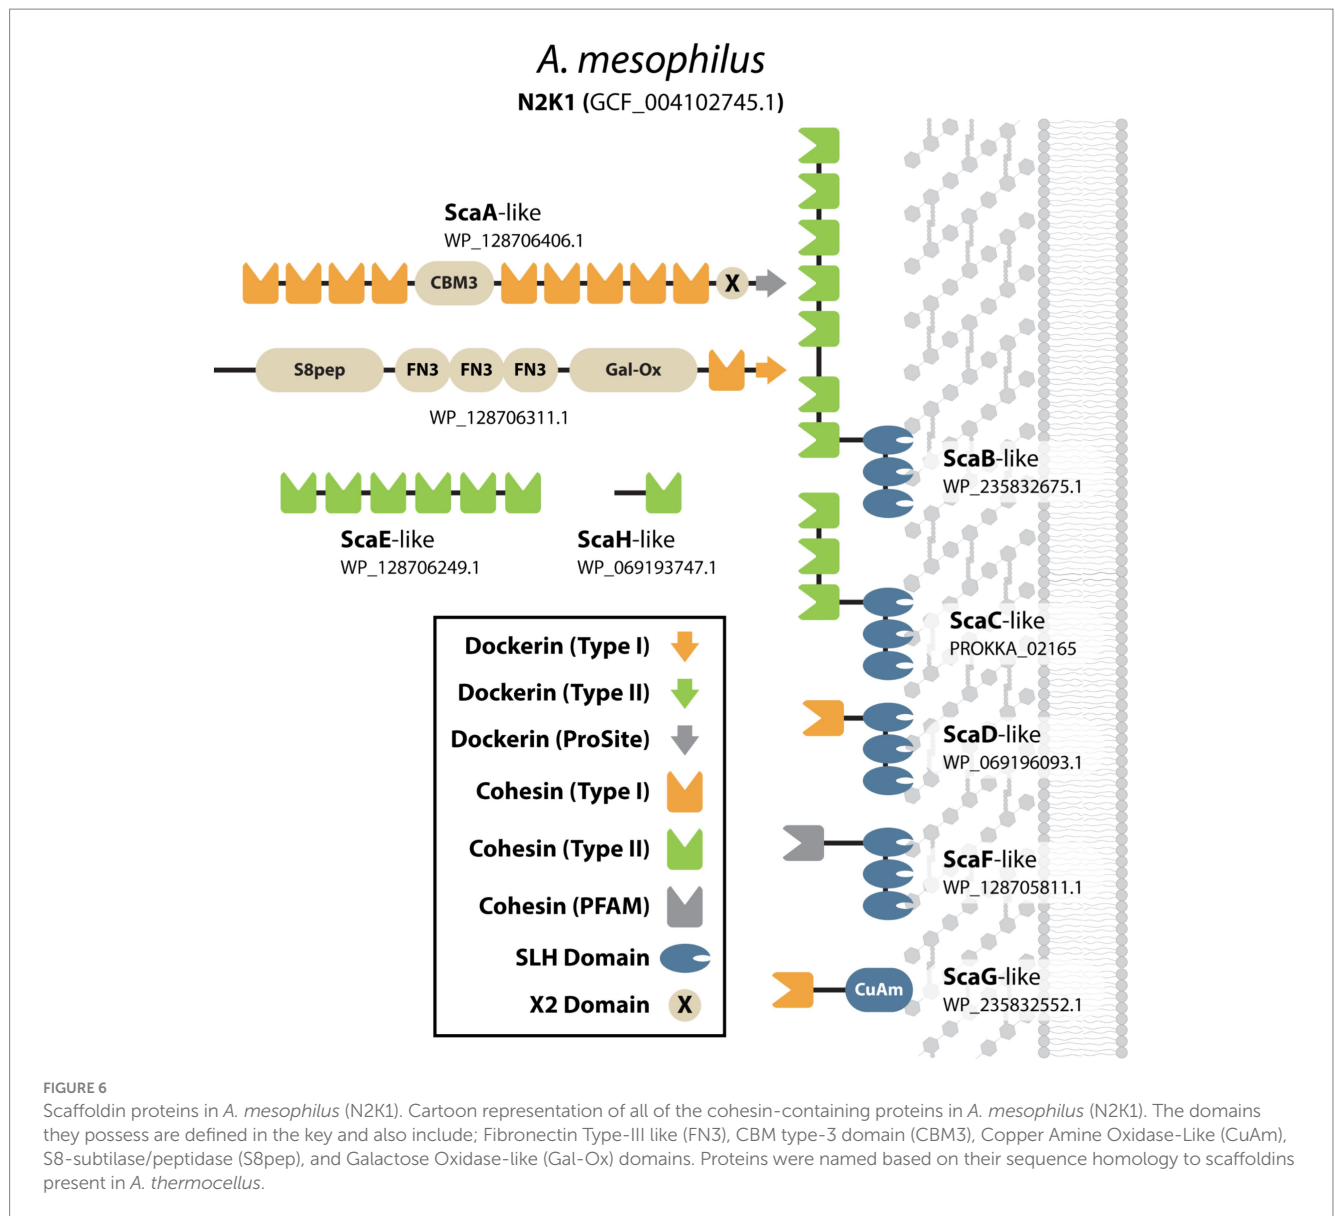 A. mesophilus
N2K1 (GCF_004102745.1)
ScaA-like
WP_128706406.1
CBM3
X
S8pep
FN3
FN3
FN3
Gal-Ox
WP_128706311.1
ScaB-like
WP_235832675.1
ScaE-like
WP_128706249.1
ScaH-like
WP_069193747.1
ScaC-like
PROKKA_02165
ScaD-like
WP_069196093.1
ScaF-like
WP_128705811.1
CuAm
ScaG-like
WP_235832552.1
Dockerin (Type I)
Dockerin (Type II)
Dockerin (ProSite)
Cohesin (Type I)
Cohesin (Type II)
Cohesin (PFAM)
SLH Domain
X2 Domain
X
FIGURE 6
Scaffoldin proteins in A. mesophilus (N2K1). Cartoon representation of all of the cohesin-containing proteins in A. mesophilus (N2K1). The domains
they possess are defined in the key and also include; Fibronectin Type-III like (FN3), CBM type-3 domain (CBM3), Copper Amine Oxidase-Like (CuAm),
S8-subtilase/peptidase (S8pep), and Galactose Oxidase-like (Gal-Ox) domains. Proteins were named based on their sequence homology to scaffoldins
present in A. thermocellus.